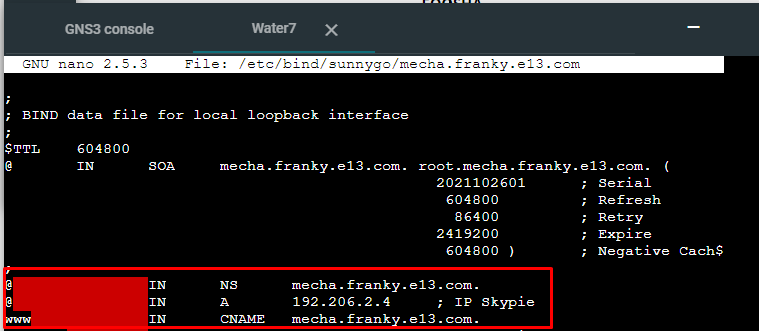 GNS3 console Water7
GNU nano 2.5.3 File: /etc/bind/sunnygo/mecha.franky.e13.com
;
; BIND data file for local loopback interface
;
$TTL 604800
@ IN SOA mecha.franky.e13.com. root.mecha.franky.e13.com. (
2021102601 ; Serial
604800 ; Refresh
86400 ; Retry
2419200 ; Expire
604800 ) ; Negative Cach$
;
@ IN NS mecha.franky.e13.com.
@ IN A 192.206.2.4 ; IP Skypie
www IN CNAME mecha.franky.e13.com.